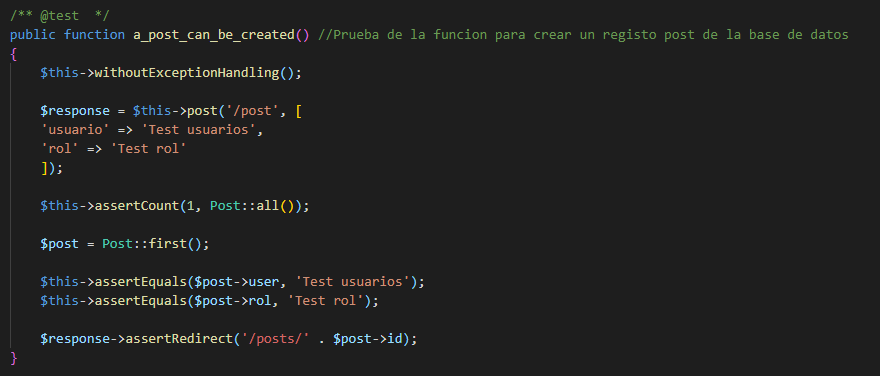 /** @test  */
public function a_post_can_be_created() //Prueba de la funcion para crear un registo post de la base de datos
{
    $this->withoutExceptionHandling();
    $response = $this->post('/post', [
    'usuario' => 'Test usuarios',
    'rol' => 'Test rol'
    ]);
    $this->assertCount(1, Post::all());
    $post = Post::first();
    $this->assertEquals($post->user, 'Test usuarios');
    $this->assertEquals($post->rol, 'Test rol');
    $response->assertRedirect('/posts/' . $post->id);
}